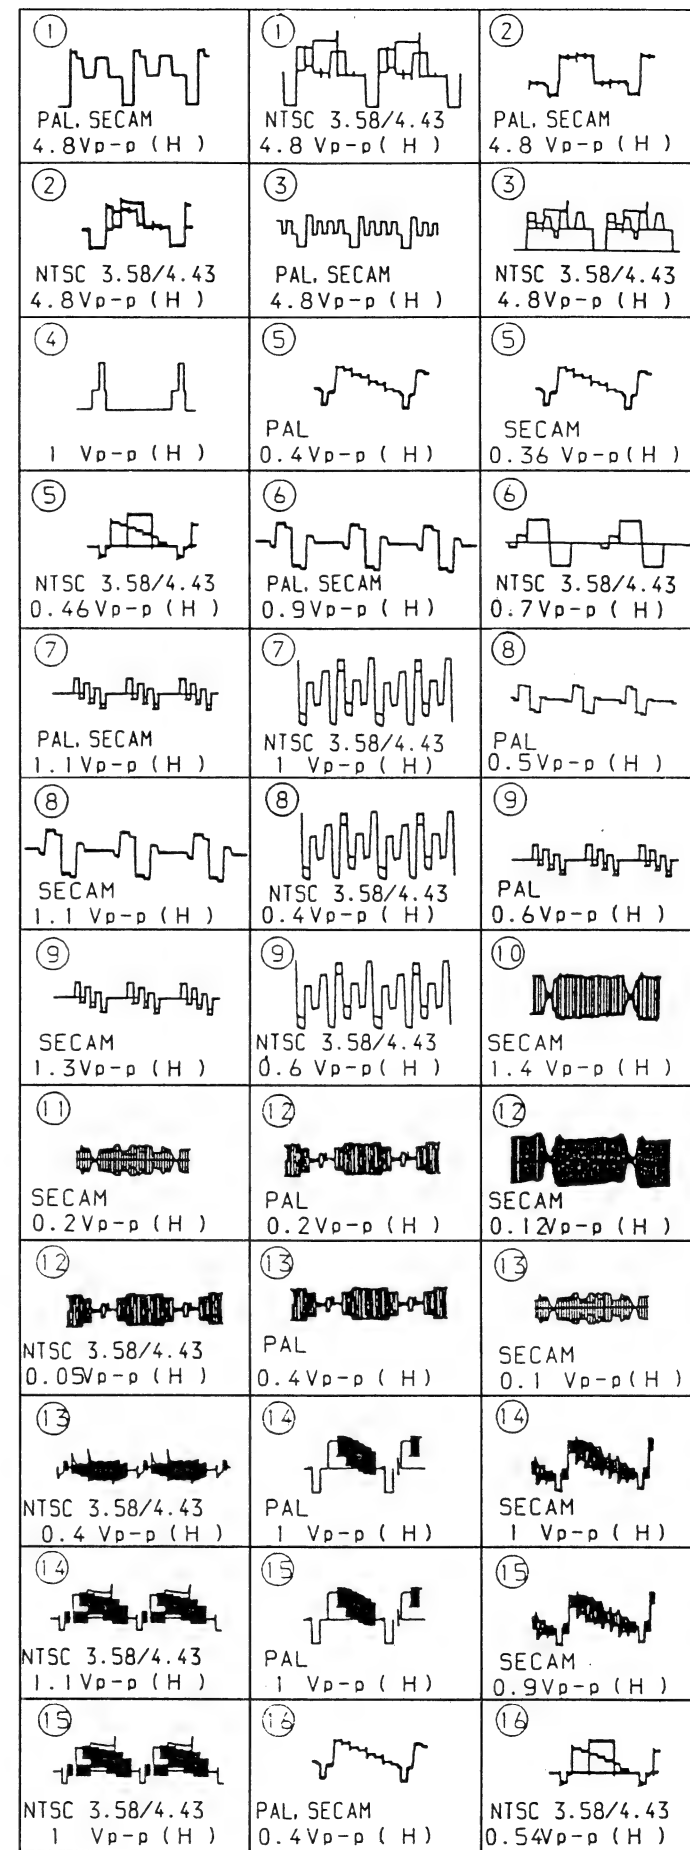 ①
PAL, SECAM
4.8Vp-p (H )
①
NTSC 3.58/4.43
4.8 Vp-p (H )
②
PAL, SECAM
4.8 Vp-p (H )
②
NTSC 3.58/4.43
4.8Vp-p ( H )
③
PAL, SECAM
4.8Vp-p ( H )
③
NTSC 3.58/4.43
4.8Vp-p ( H )
④
1 Vp-p (H )
⑤
PAL
0.4Vp-p ( H )
⑤
SECAM
0.36 Vp-p(H )
⑤
NTSC 3.58/4.43
0.46Vp-p ( H )
⑥
PAL, SECAM
0.9Vp-p ( H )
⑥
NTSC 3.58/4.43
0.7Vp-p ( H )
⑦
PAL, SECAM
1.1Vp-p ( H )
⑦
NTSC 3.58/4.43
1 Vp-p ( H )
⑧
PAL
0.5Vp-p ( H )
⑧
SECAM
1.1 Vp-p ( H )
⑧
NTSC 3.58/4.43
0.4Vp-p ( H )
⑨
PAL
0.6Vp-p ( H )
⑨
SECAM
1.3Vp-p ( H )
⑨
NTSC 3.58/4.43
0.6 Vp-p ( H )
⑩
SECAM
1.4 Vp-p ( H )
⑪
SECAM
0.2Vp-p ( H )
⑫
PAL
0.2Vp-p ( H )
⑫
SECAM
0.12Vp-p ( H )
⑫
NTSC 3.58/4.43
0.05Vp-p ( H )
⑬
PAL
0.4Vp-p ( H )
⑬
SECAM
0.1 Vp-p(H )
⑬
NTSC 3.58/4.43
0.4 Vp-p ( H )
⑭
PAL
1 Vp-p ( H )
⑭
SECAM
1 Vp-p ( H )
⑭
NTSC 3.58/4.43
1.1Vp-p ( H )
⑮
PAL
1 Vp-p ( H )
⑮
SECAM
0.9Vp-p ( H )
⑮
NTSC 3.58/4.43
1 Vp-p ( H )
⑯
PAL, SECAM
0.4Vp-p ( H )
⑯
NTSC 3.58/4.43
0.54Vp-p ( H )